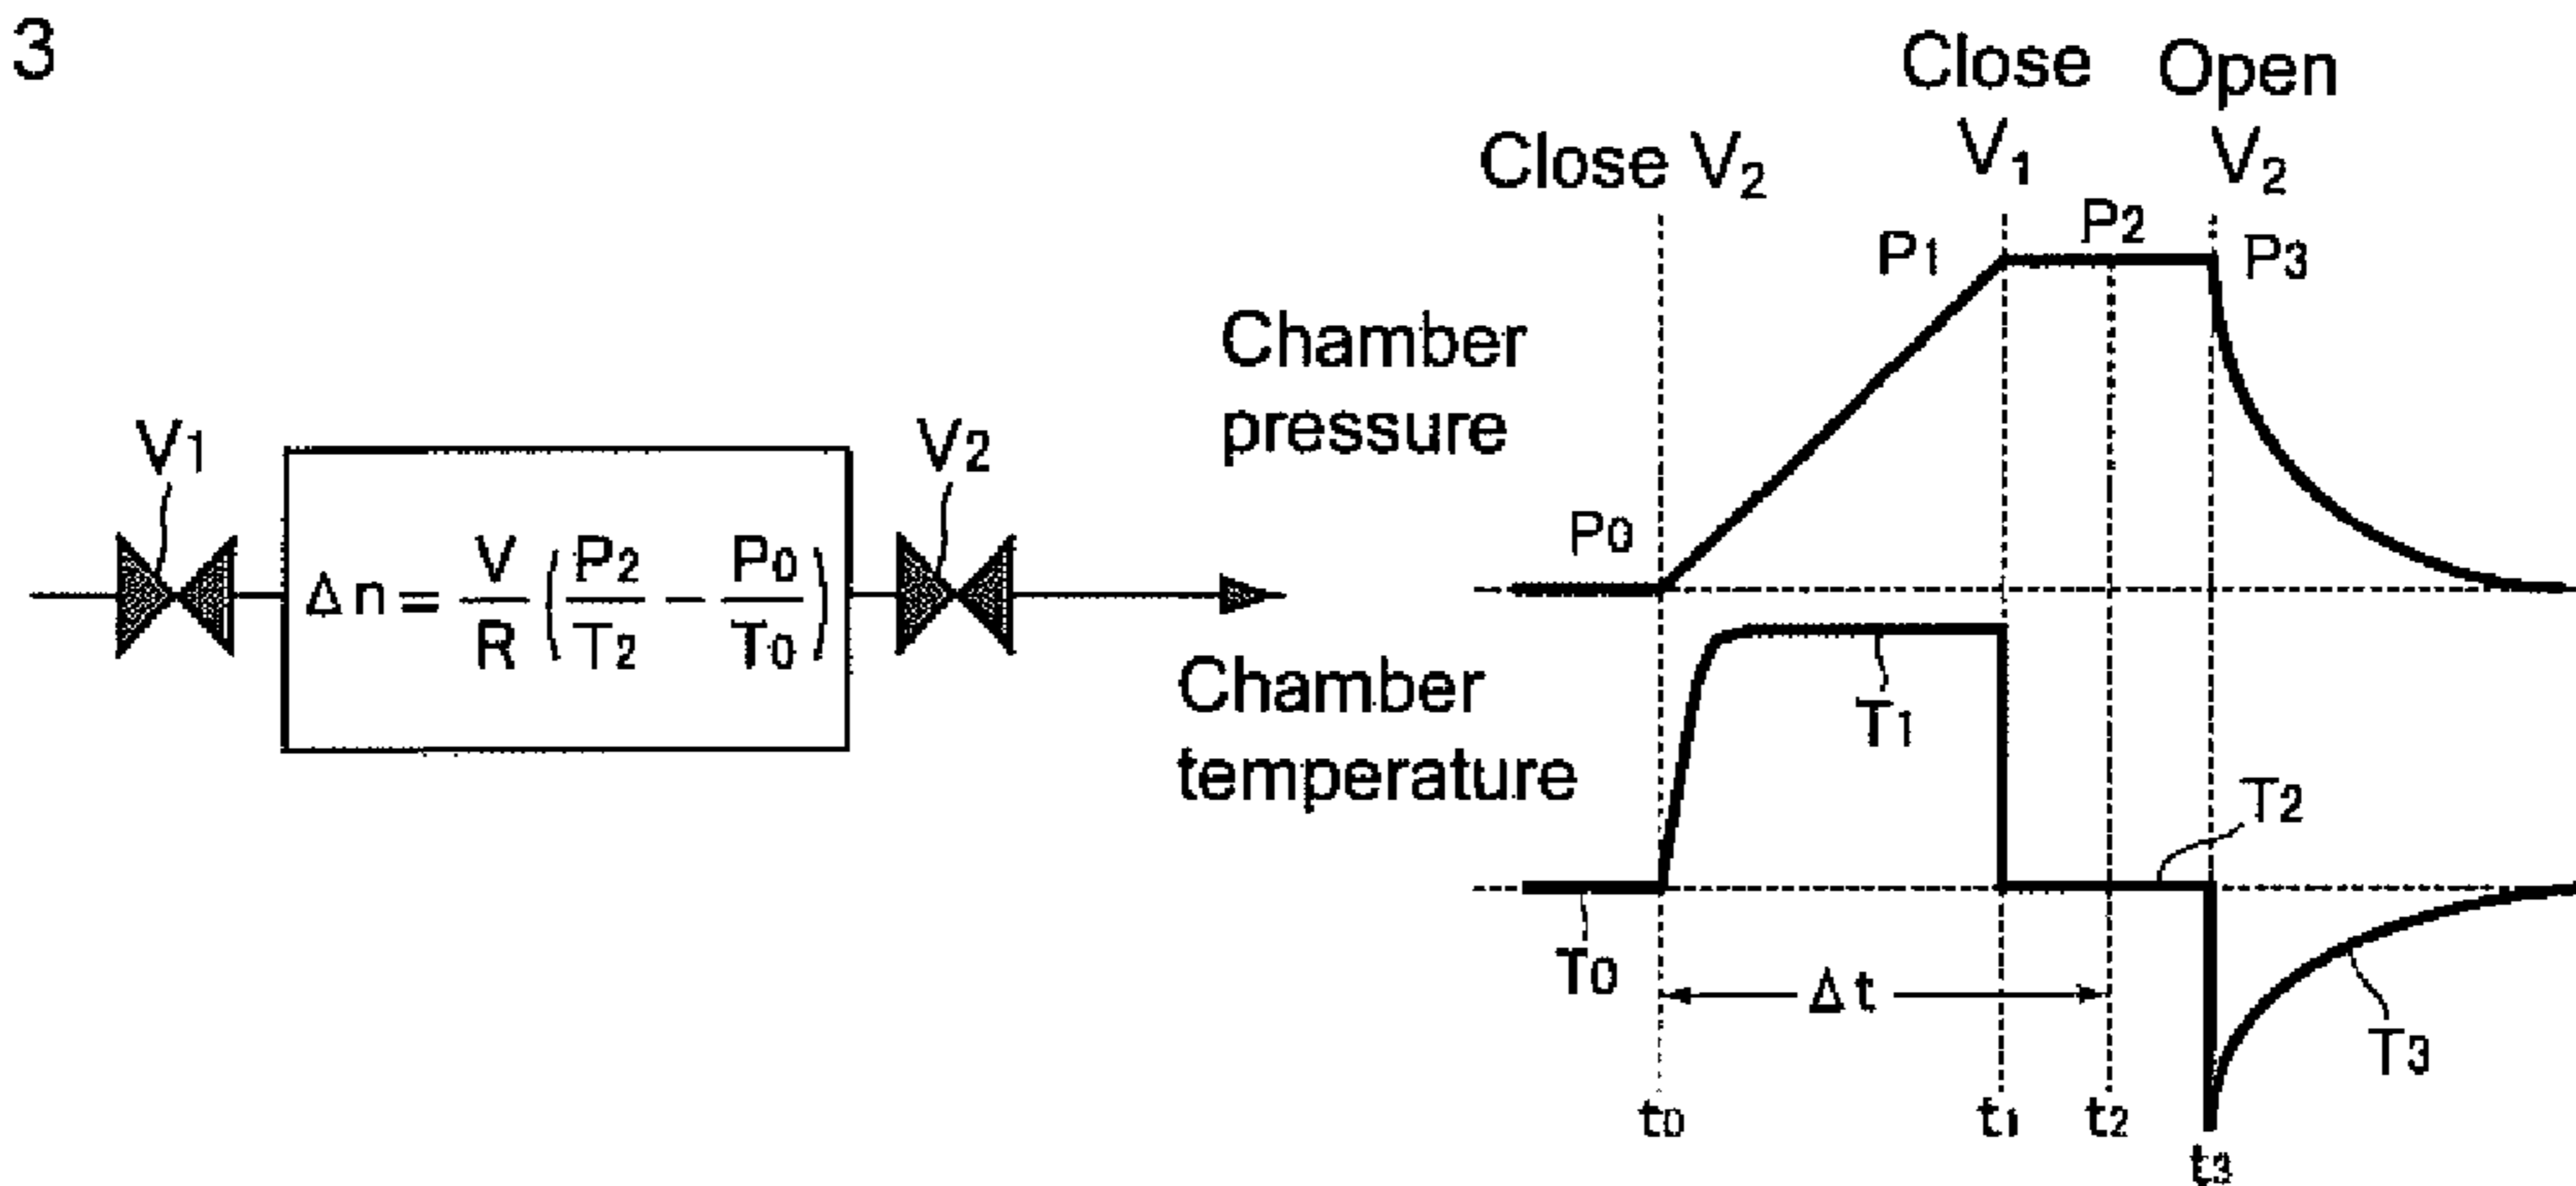 3
V1
V2
Δn = V/R ( P2/T2 − P0/T0 )
Close V2
Close
V1
Open
V2
Chamber
pressure
P0
P1
P2
P3
Chamber
temperature
T0
T1
T2
T3
Δt
t0
t1
t2
t3